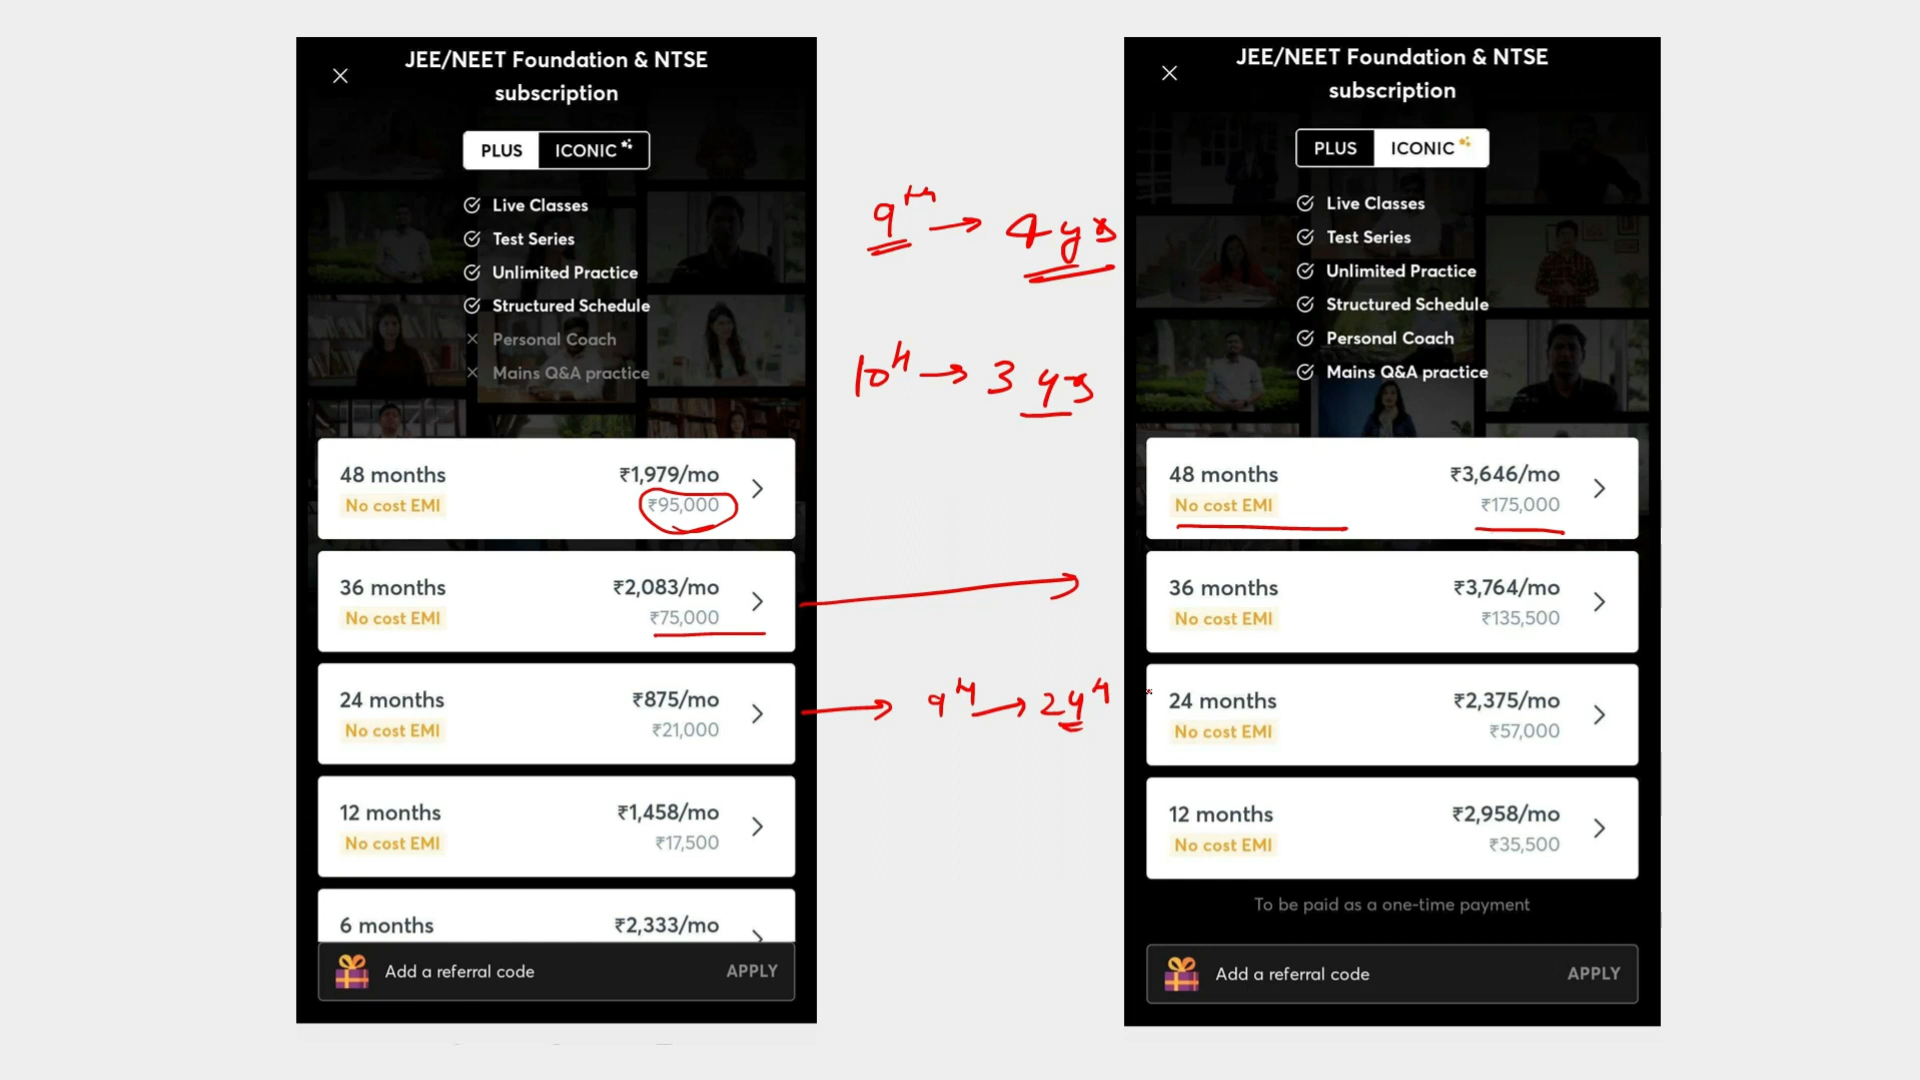 JEE/NEET Foundation & NTSE
subscription
PLUS
ICONIC
Live Classes
Test Series
Unlimited Practice
Structured Schedule
Personal Coach
Mains Q&A practice
48 months
₹1,979/mo
No cost EMI
₹95,000
36 months
₹2,083/mo
No cost EMI
₹75,000
24 months
₹875/mo
No cost EMI
₹21,000
12 months
₹1,458/mo
No cost EMI
₹17,500
6 months
₹2,333/mo
Add a referral code
APPLY
9th → 4 yrs
10th → 3 yrs
9th → 2 y
JEE/NEET Foundation & NTSE
subscription
PLUS
ICONIC
Live Classes
Test Series
Unlimited Practice
Structured Schedule
Personal Coach
Mains Q&A practice
48 months
₹3,646/mo
No cost EMI
₹175,000
36 months
₹3,764/mo
No cost EMI
₹135,500
24 months
₹2,375/mo
No cost EMI
₹57,000
12 months
₹2,958/mo
No cost EMI
₹35,500
To be paid as a one-time payment
Add a referral code
APPLY